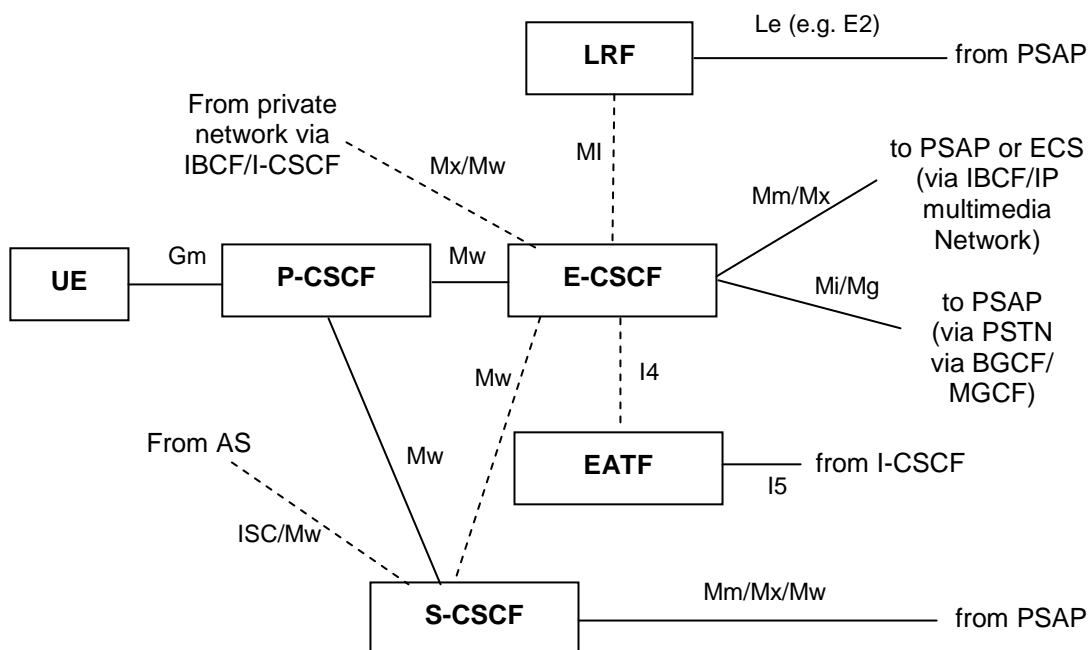 Le (e.g. E2)
LRF
from PSAP
From private
network via
IBCF/I-CSCF
Mx/Mw
Ml
to PSAP or ECS
(via IBCF/IP
multimedia
Network)
Mm/Mx
UE
Gm
P-CSCF
Mw
E-CSCF
Mi/Mg
to PSAP
(via PSTN
via BGCF/
MGCF)
Mw
I4
From AS
Mw
EATF
from I-CSCF
I5
ISC/Mw
S-CSCF
Mm/Mx/Mw
from PSAP